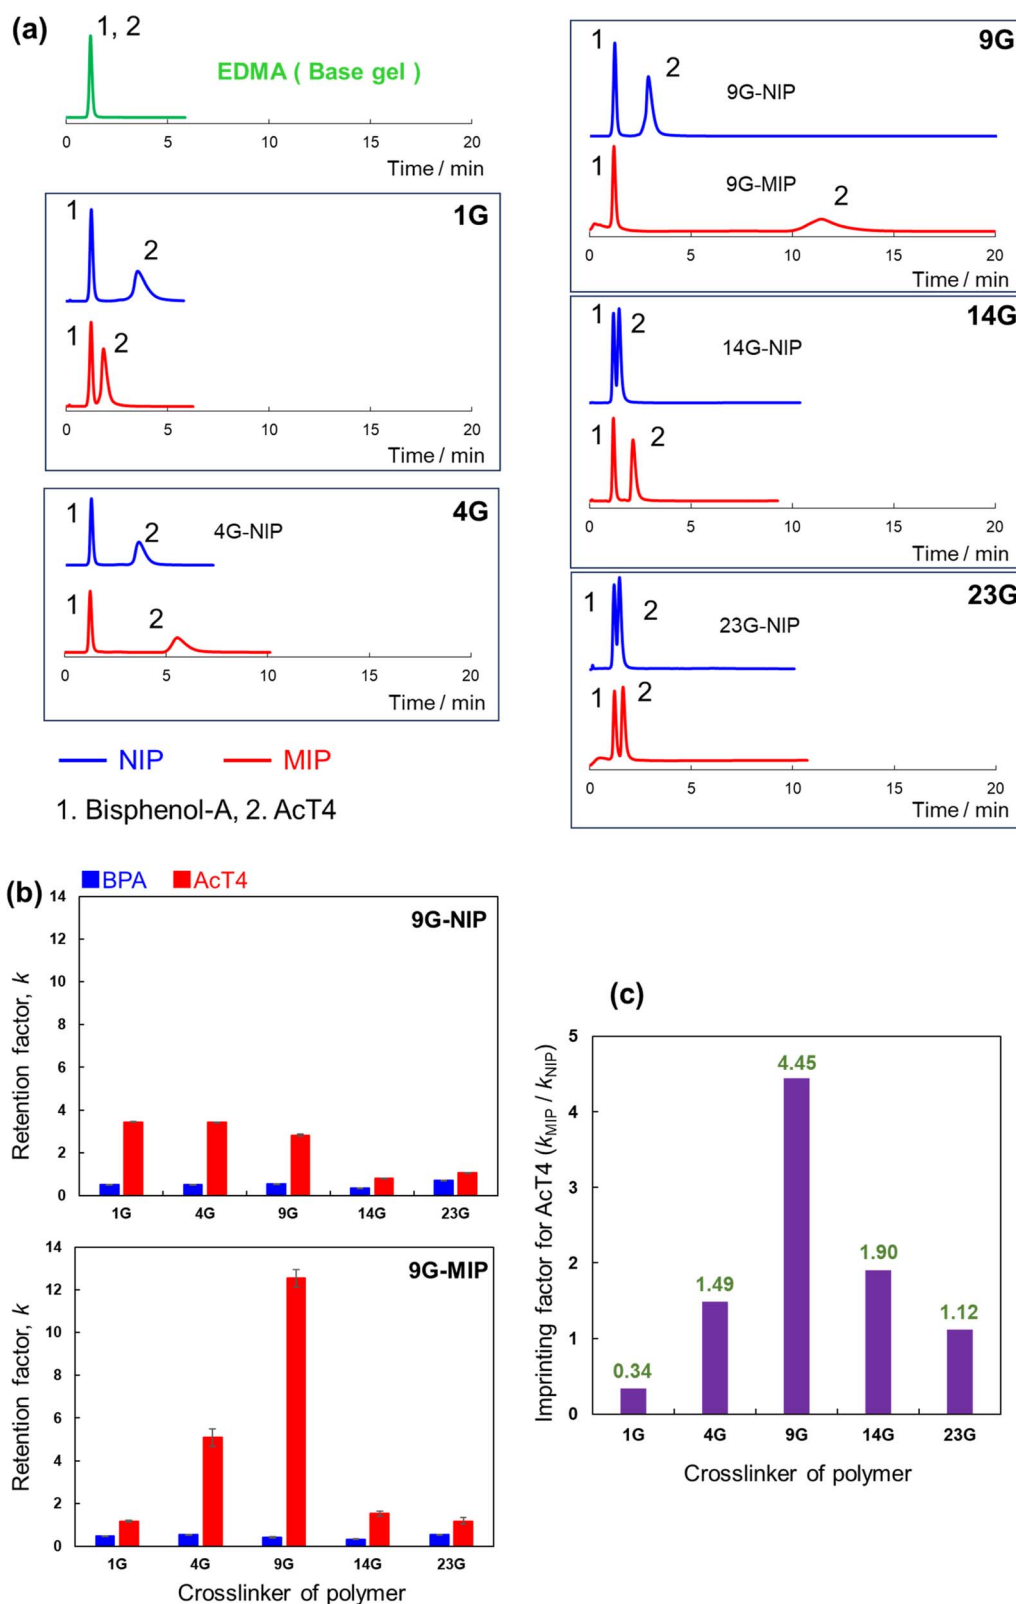 (a)
1, 2
EDMA ( Base gel )
0 5 10 15 20
Time / min
1G
1
2
1
2
0 5 10 15 20
Time / min
4G
1
2
4G-NIP
1
2
0 5 10 15 20
Time / min
NIP MIP
1. Bisphenol-A, 2. AcT4
9G
1
2
9G-NIP
1
9G-MIP
2
0 5 10 15 20
Time / min
14G
1 2
14G-NIP
1 2
0 5 10 15 20
Time / min
23G
1 2
23G-NIP
1 2
0 5 10 15 20
Time / min
(b)
BPA AcT4
9G-NIP
Retention factor, k
14
12
10
8
6
4
2
0
1G 4G 9G 14G 23G
9G-MIP
Retention factor, k
14
12
10
8
6
4
2
0
1G 4G 9G 14G 23G
Crosslinker of polymer
(c)
Imprinting factor for AcT4 (kMIP / kNIP)
5
4
3
2
1
0
0.34
1.49
4.45
1.90
1.12
1G 4G 9G 14G 23G
Crosslinker of polymer